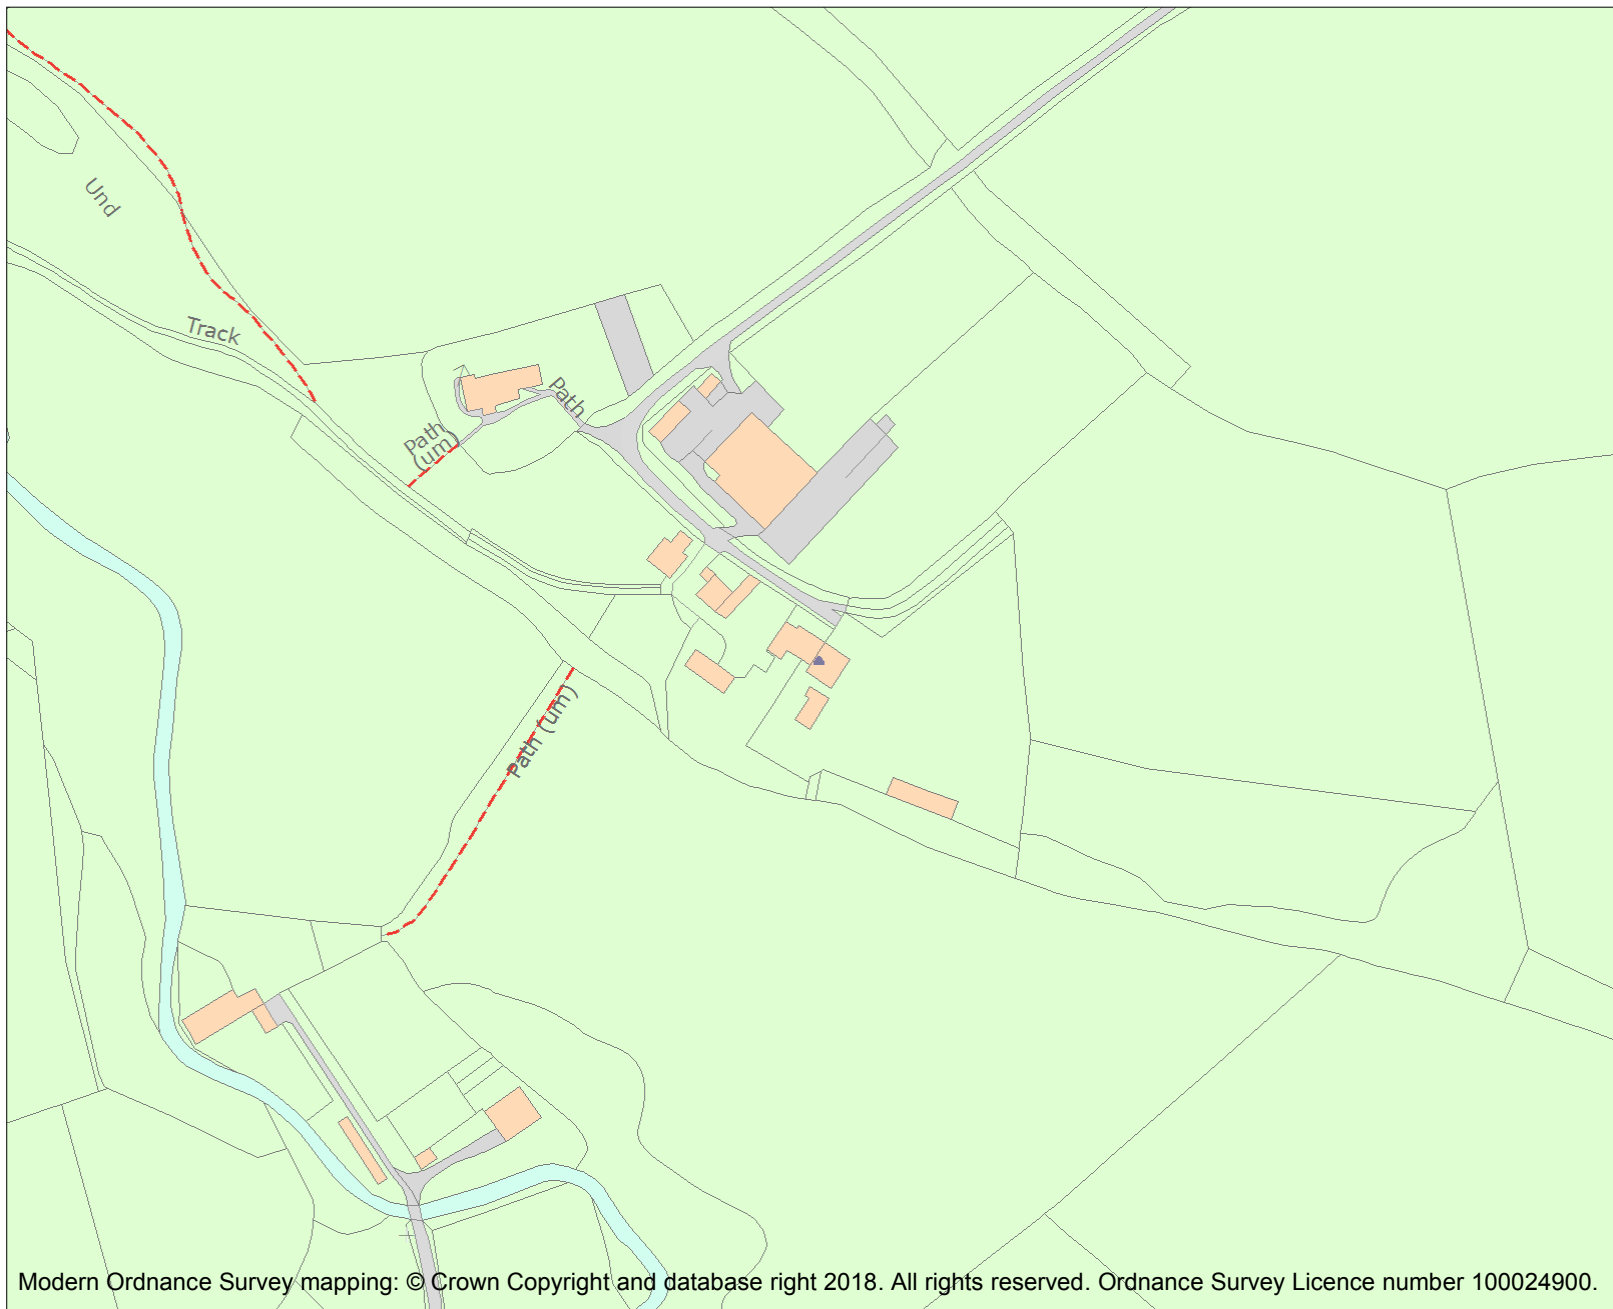 Und
Track
Path
Path
(um)
Path (um)
Modern Ordnance Survey mapping: © Crown Copyright and database right 2018. All rights reserved. Ordnance Survey Licence number 100024900.